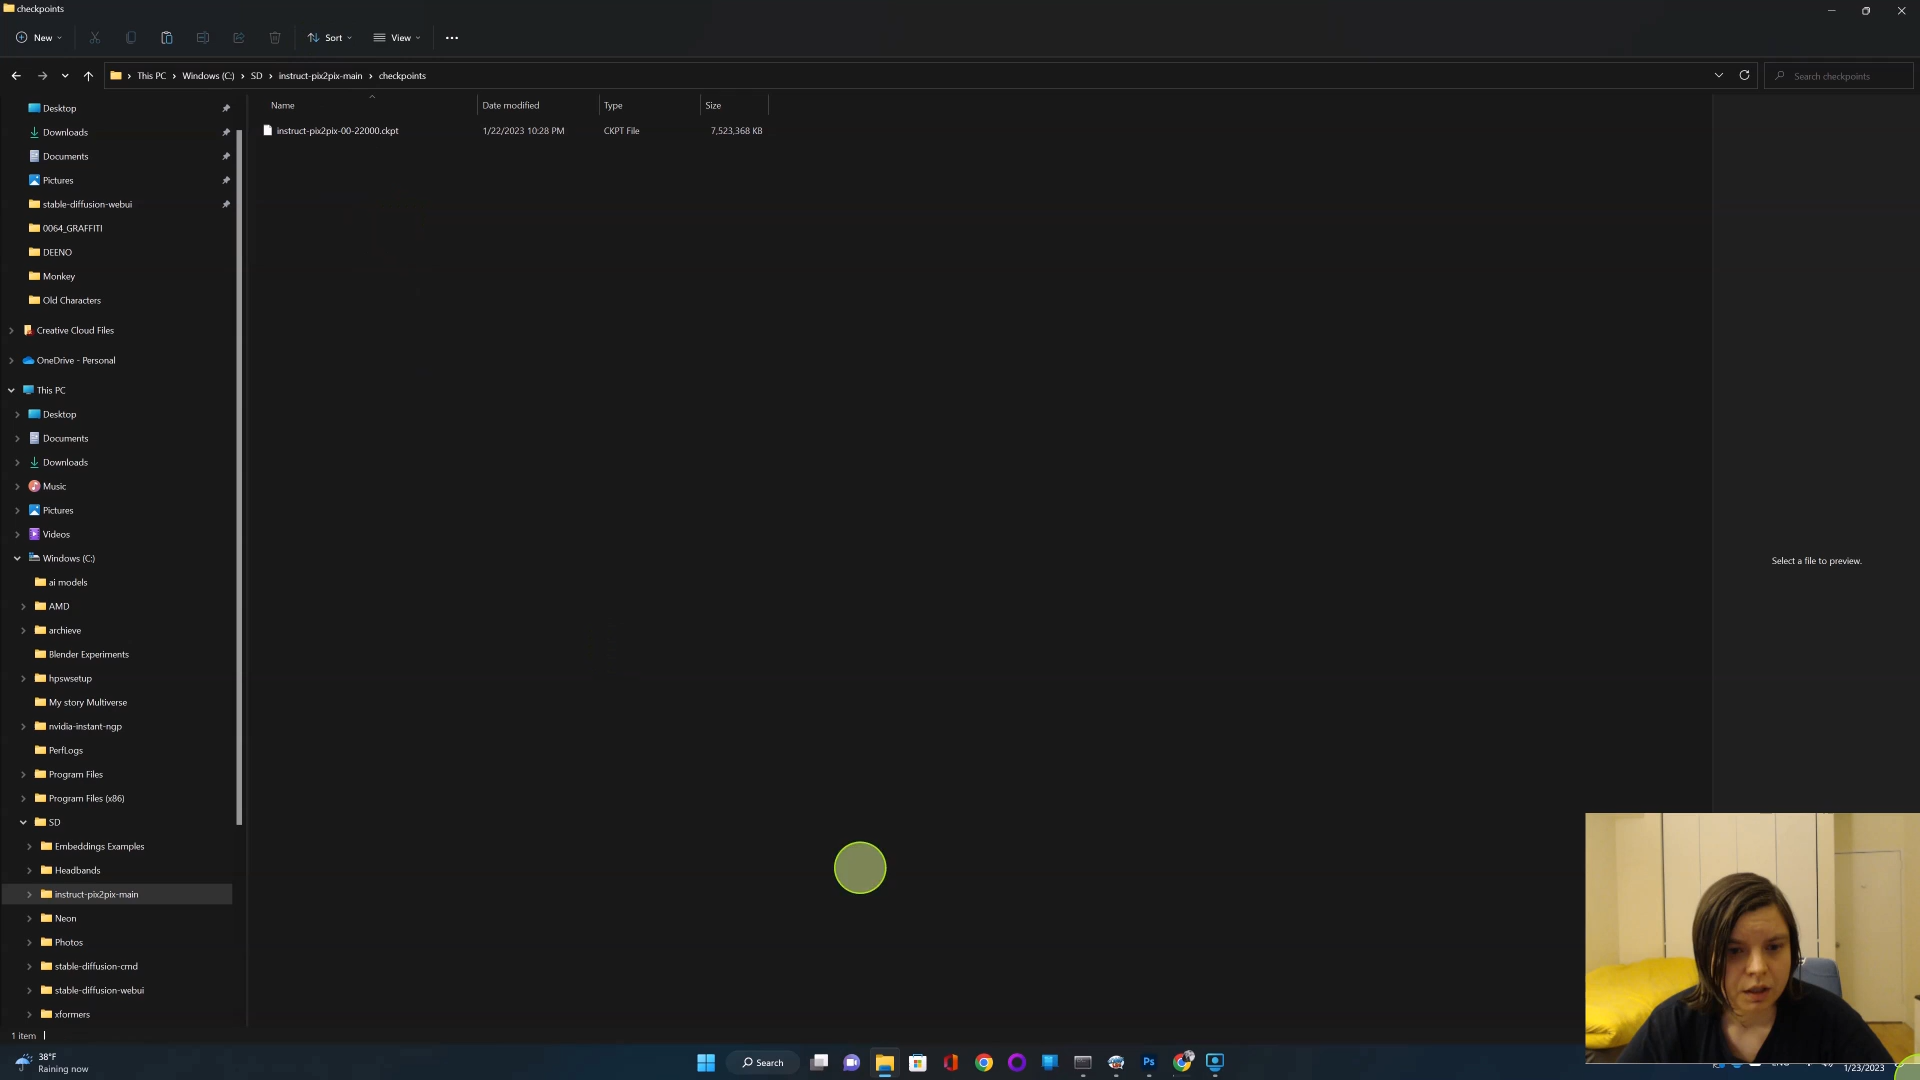 checkpoints
New
Sort
View
This PC > Windows (C:) > SD > instruct-pix2pix-main > checkpoints
Search checkpoints
Name
Date modified
Type
Size
instruct-pix2pix-00-22000.ckpt
1/22/2023 10:28 PM
CKPT File
7,523,368 KB
Desktop
Downloads
Documents
Pictures
stable-diffusion-webui
0064_GRAFFITI
DEENO
Monkey
Old Characters
Creative Cloud Files
OneDrive - Personal
This PC
Desktop
Documents
Downloads
Music
Pictures
Videos
Windows (C:)
ai models
AMD
archieve
Blender Experiments
hpswsetup
My story Multiverse
nvidia-instant-ngp
PerfLogs
Program Files
Program Files (x86)
SD
Embeddings Examples
Headbands
instruct-pix2pix-main
Neon
Photos
stable-diffusion-cmd
stable-diffusion-webui
xformers
Select a file to preview.
1 item
38°F
Raining now
Search
Ps
1/23/2023